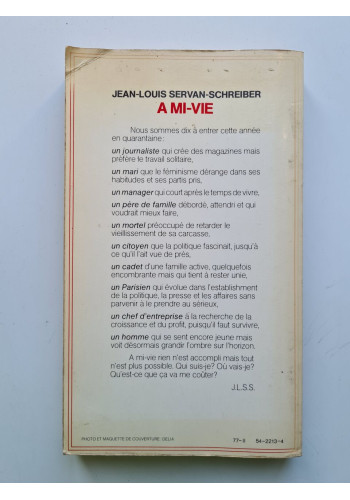 JEAN-LOUIS SERVAN-SCHREIBER
A MI-VIE
Nous sommes dix à entrer cette année
en quarantaine:
un journaliste qui crée des magazines mais
préfère le travail solitaire,
un mari que le féminisme dérange dans ses
habitudes et ses partis pris,
un manager qui court après le temps de vivre,
un père de famille débordé, attendri et qui
voudrait mieux faire,
un mortel préoccupé de retarder le
vieillissement de sa carcasse,
un citoyen que la politique fascinait, jusqu'à
ce qu'il l'ait vue de près,
un cadet d'une famille active, quelquefois
encombrante mais qui tient à rester unie,
un Parisien qui évolue dans l'establishment
de la politique, la presse et les affaires sans
parvenir à le prendre au sérieux,
un chef d'entreprise à la recherche de la
croissance et du profit, puisqu'il faut survivre,
un homme qui se sent encore jeune mais
voit désormais grandir l'ombre sur l'horizon.
A mi-vie rien n'est accompli mais tout
n'est plus possible. Qui suis-je? Où vais-je?
Qu'est-ce que ça va me coûter?
J.L.S.S.
PHOTO ET MAQUETTE DE COUVERTURE: DELIA
77-II 54-2213-4